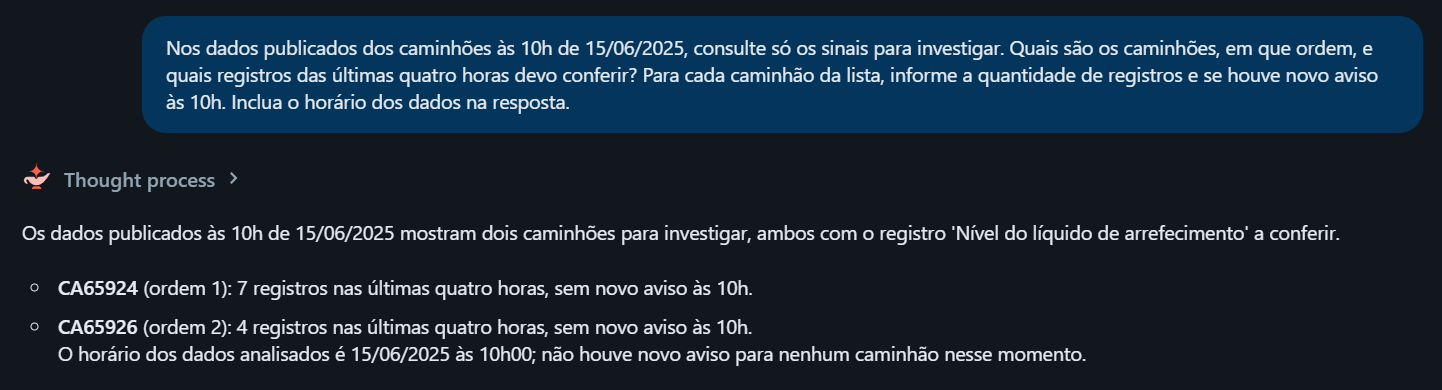 Nos dados publicados dos caminhões às 10h de 15/06/2025, consulte só os sinais para investigar. Quais são os caminhões, em que ordem, e
quais registros das últimas quatro horas devo conferir? Para cada caminhão da lista, informe a quantidade de registros e se houve novo aviso
às 10h. Inclua o horário dos dados na resposta.
Thought process
Os dados publicados às 10h de 15/06/2025 mostram dois caminhões para investigar, ambos com o registro 'Nível do líquido de arrefecimento' a conferir.
CA65924 (ordem 1): 7 registros nas últimas quatro horas, sem novo aviso às 10h.
CA65926 (ordem 2): 4 registros nas últimas quatro horas, sem novo aviso às 10h.
O horário dos dados analisados é 15/06/2025 às 10h00; não houve novo aviso para nenhum caminhão nesse momento.